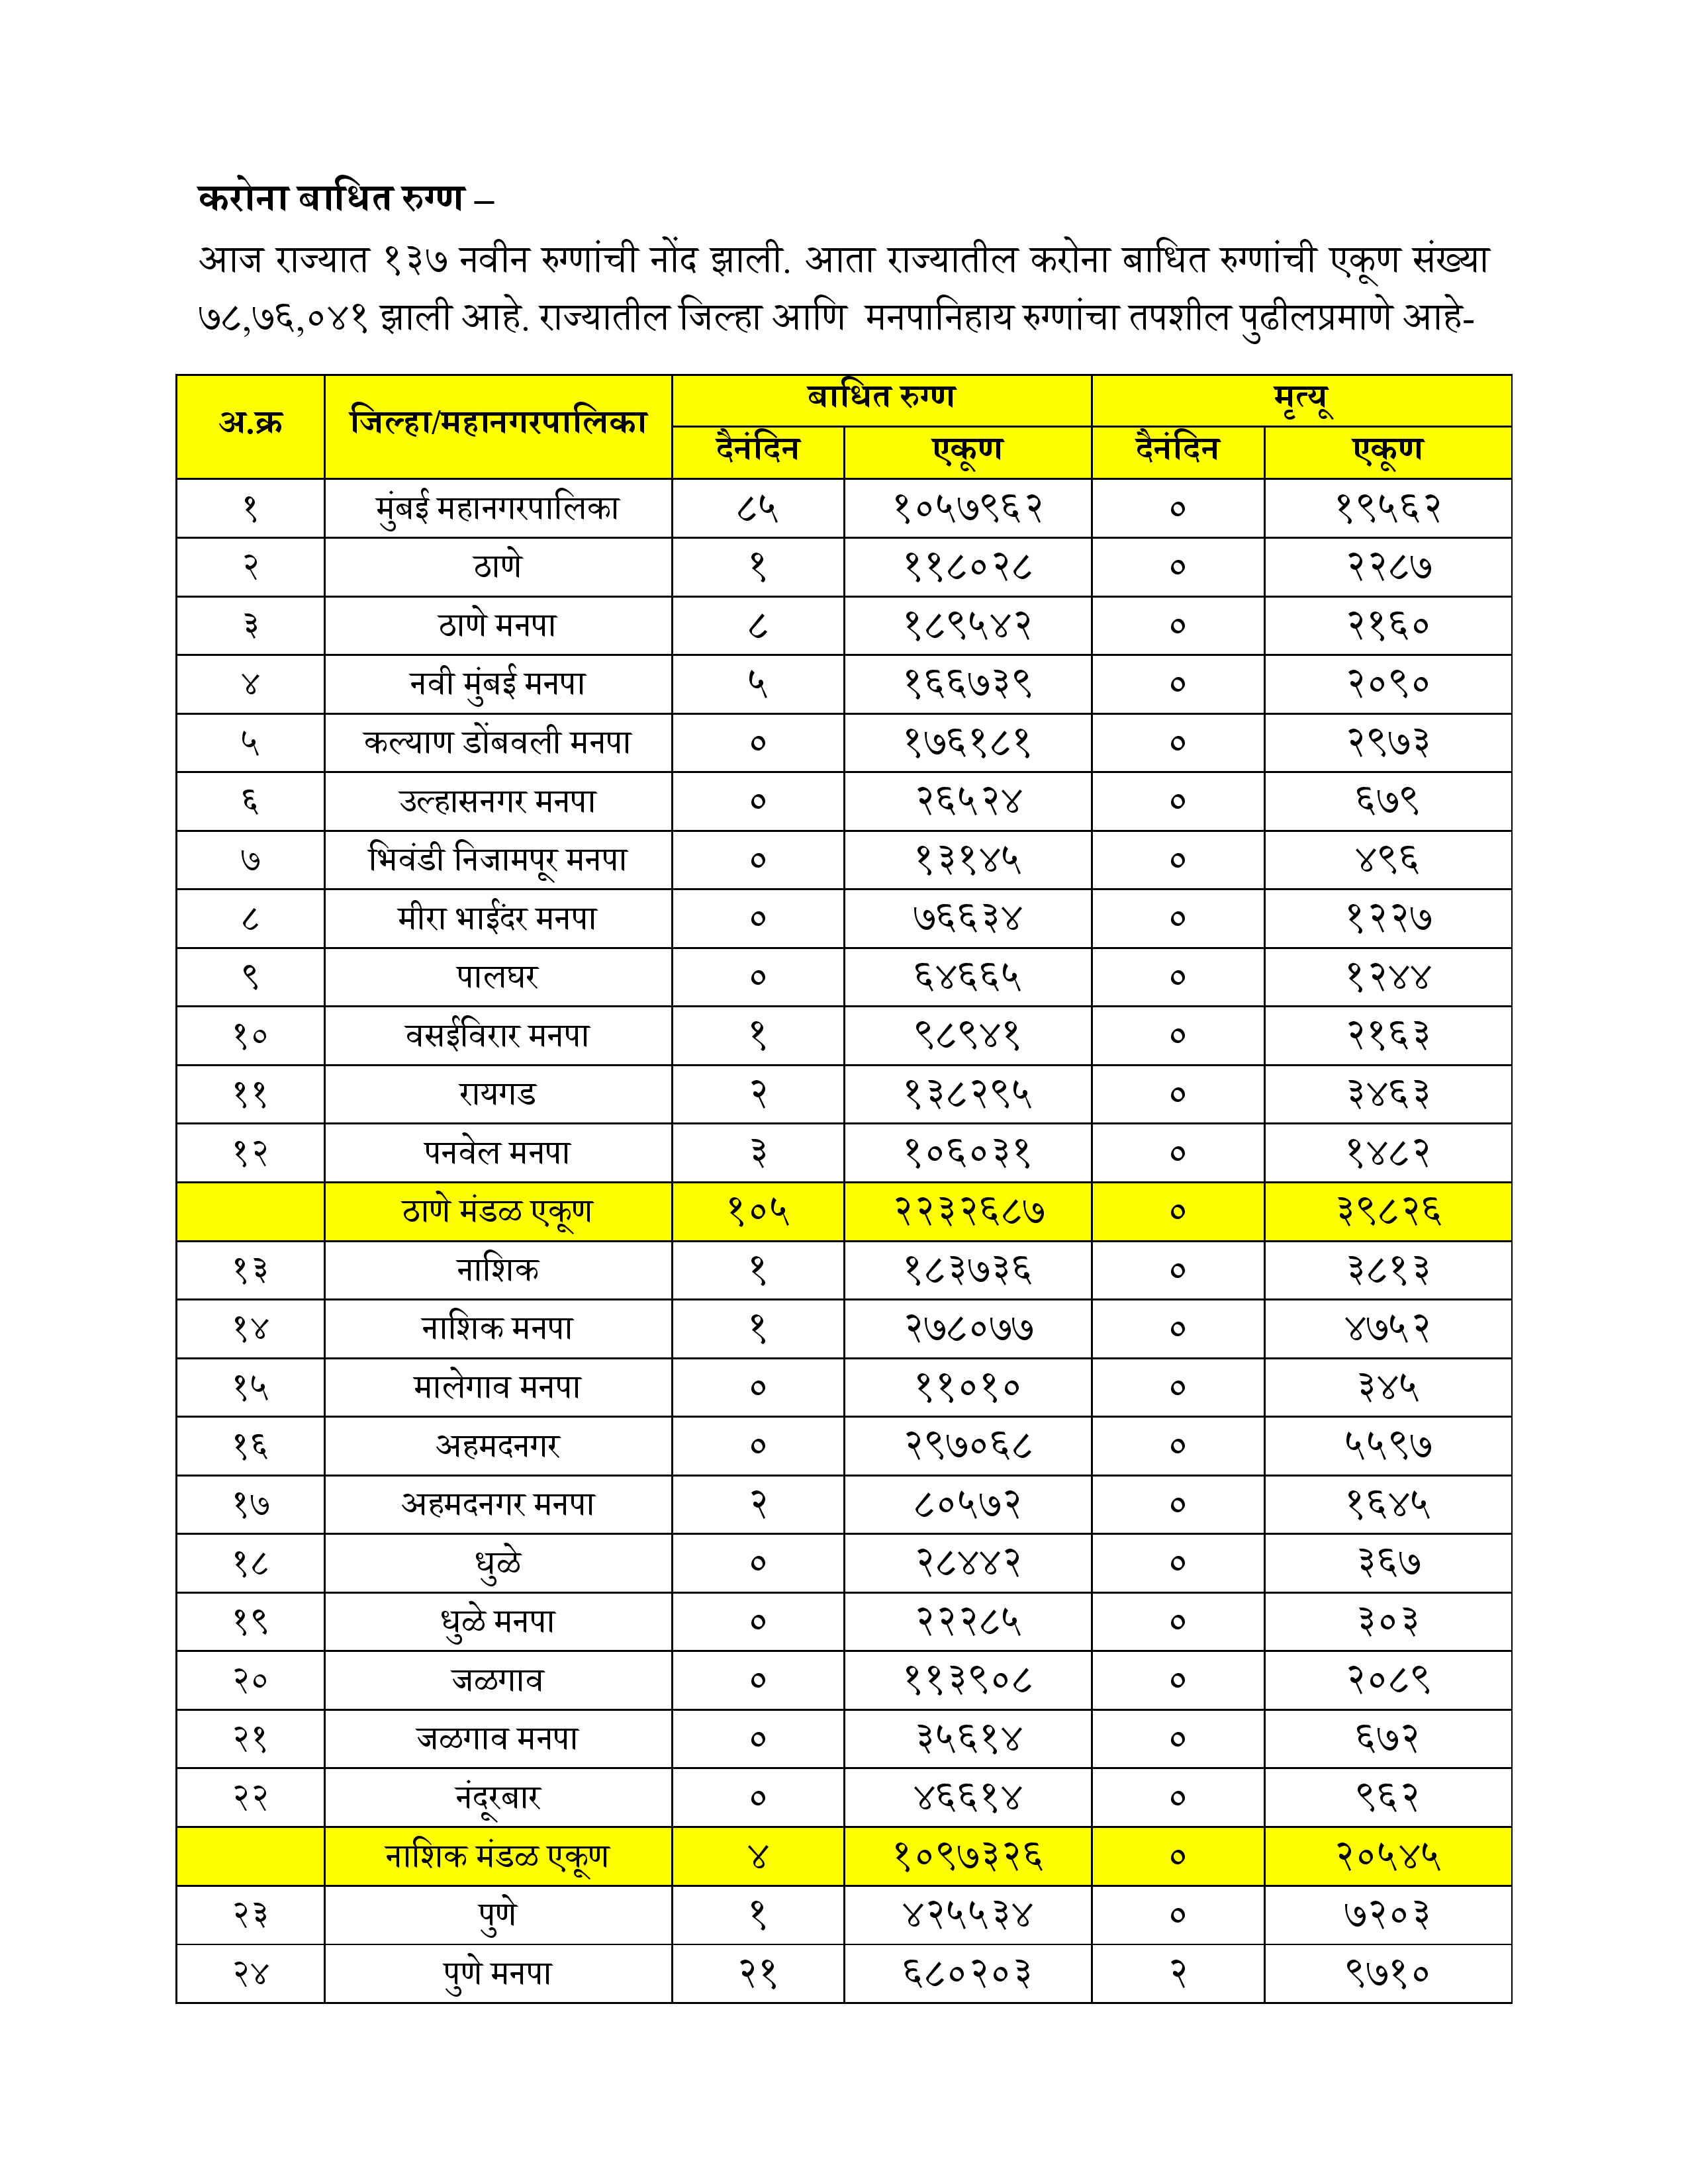 करोना बाधित रुग्ण –
आज राज्यात १३७ नवीन रुग्णांची नोंद झाली. आता राज्यातील करोना बाधित रुग्णांची एकूण संख्या
७८,७६,०४१ झाली आहे. राज्यातील जिल्हा आणि मनपानिहाय रुग्णांचा तपशील पुढीलप्रमाणे आहे-
अ.क्र जिल्हा/महानगरपालिका बाधित रुग्ण मृत्यू
दैनंदिन एकूण दैनंदिन एकूण
१ मुंबई महानगरपालिका ८५ १०५७९६२ ० १९५६२
२ ठाणे १ ११८०२८ ० २२८७
३ ठाणे मनपा ८ १८९५४२ ० २१६०
४ नवी मुंबई मनपा ५ १६६७३९ ० २०९०
५ कल्याण डोंबवली मनपा ० १७६१८१ ० २९७३
६ उल्हासनगर मनपा ० २६५२४ ० ६७९
७ भिवंडी निजामपूर मनपा ० १३१४५ ० ४९६
८ मीरा भाईंदर मनपा ० ७६६३४ ० १२२७
९ पालघर ० ६४६६५ ० १२४४
१० वसईविरार मनपा १ ९८९४१ ० २१६३
११ रायगड २ १३८२९५ ० ३४६३
१२ पनवेल मनपा ३ १०६०३१ ० १४८२
ठाणे मंडळ एकूण १०५ २२३२६८७ ० ३९८२६
१३ नाशिक १ १८३७३६ ० ३८१३
१४ नाशिक मनपा १ २७८०७७ ० ४७५२
१५ मालेगाव मनपा ० ११०१० ० ३४५
१६ अहमदनगर ० २९७०६८ ० ५५९७
१७ अहमदनगर मनपा २ ८०५७२ ० १६४५
१८ धुळे ० २८४४२ ० ३६७
१९ धुळे मनपा ० २२२८५ ० ३०३
२० जळगाव ० ११३९०८ ० २०८९
२१ जळगाव मनपा ० ३५६१४ ० ६७२
२२ नंदूरबार ० ४६६१४ ० ९६२
नाशिक मंडळ एकूण ४ १०९७३२६ ० २०५४५
२३ पुणे १ ४२५५३४ ० ७२०३
२४ पुणे मनपा २१ ६८०२०३ २ ९७१०